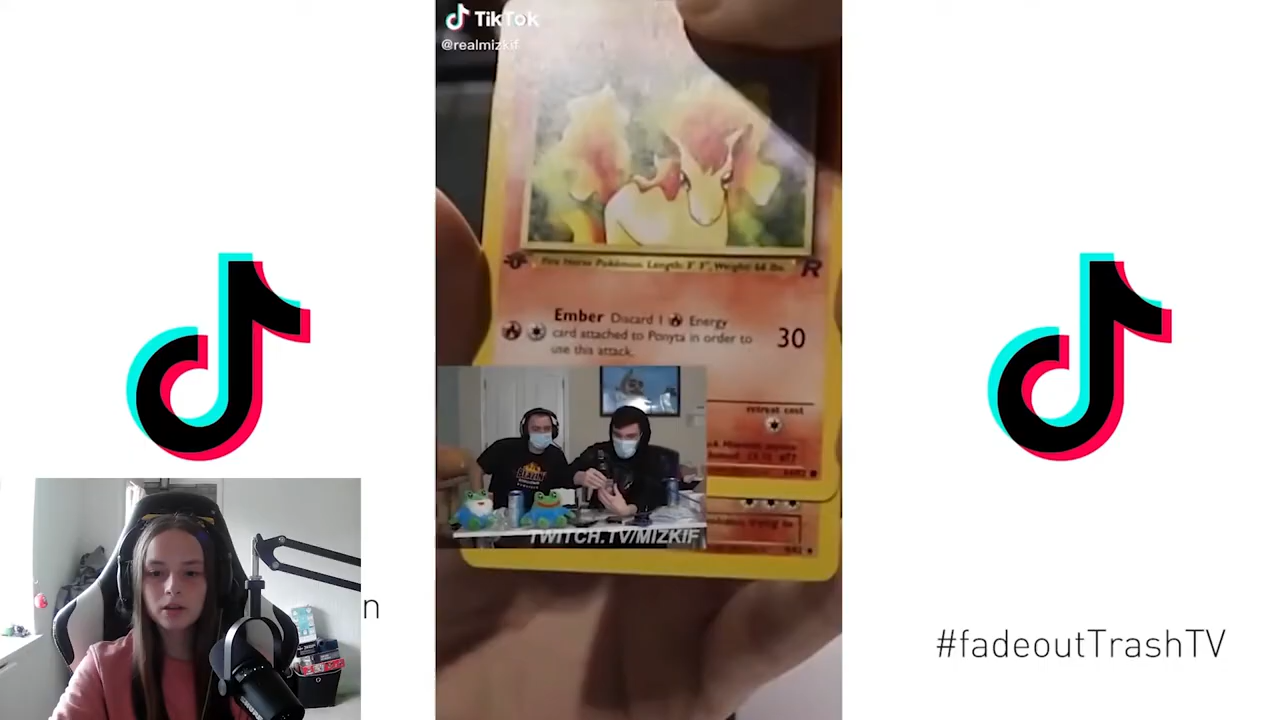 TikTok
@realmizkif
Fire Horse Pokémon. Length: 3' 3", Weight: 66 lbs.
R
Ember Discard 1 Energy
card attached to Ponyta in order to
use this attack.
30
retreat cost
TWITCH.TV/MIZKIF
n
#fadeoutTrashTV